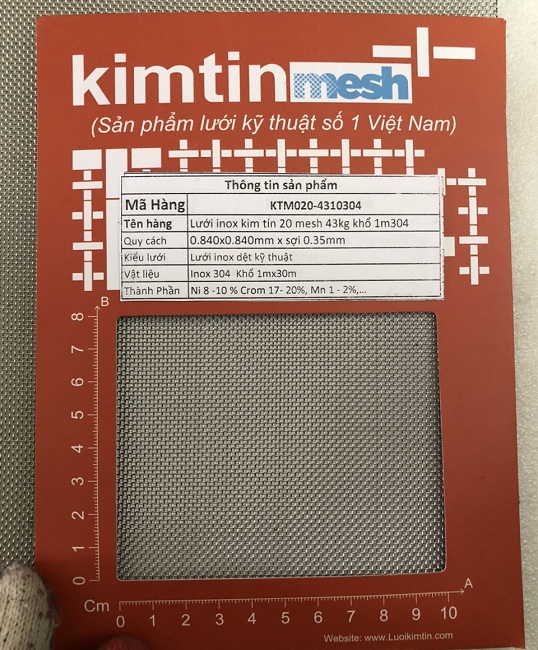 kimtin mesh
(Sản phẩm lưới kỹ thuật số 1 Việt Nam)
Thông tin sản phẩm
Mã Hàng KTM020-4310304
Tên hàng Lưới inox kim tín 20 mesh 43kg khổ 1m304
Quy cách 0.840x0.840mm x sợi 0.35mm
Kiểu lưới Lưới inox dệt kỹ thuật
Vật liệu Inox 304 Khổ 1mx30m
Thành Phần Ni 8 -10 % Crom 17- 20%, Mn 1 - 2%,...
B
8
7
6
5
4
3
2
1
0
A
Cm 0 1 2 3 4 5 6 7 8 9 10
Website: www.Luoikimtin.com